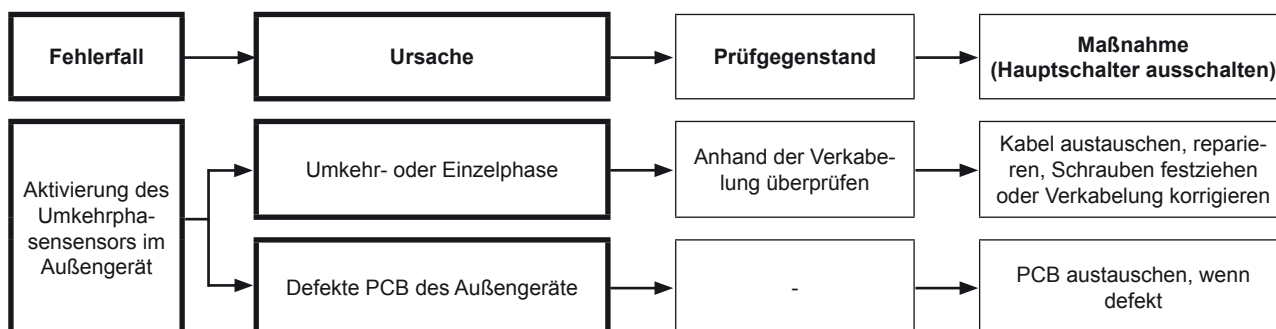 Fehlerfall
Ursache
Prüfgegenstand
Maßnahme
(Hauptschalter ausschalten)
Aktivierung des
Umkehrpha-
sensensors im
Außengerät
Umkehr- oder Einzelphase
Anhand der Verkabe-
lung überprüfen
Kabel austauschen, reparie-
ren, Schrauben festziehen
oder Verkabelung korrigieren
Defekte PCB des Außengeräte
-
PCB austauschen, wenn
defekt